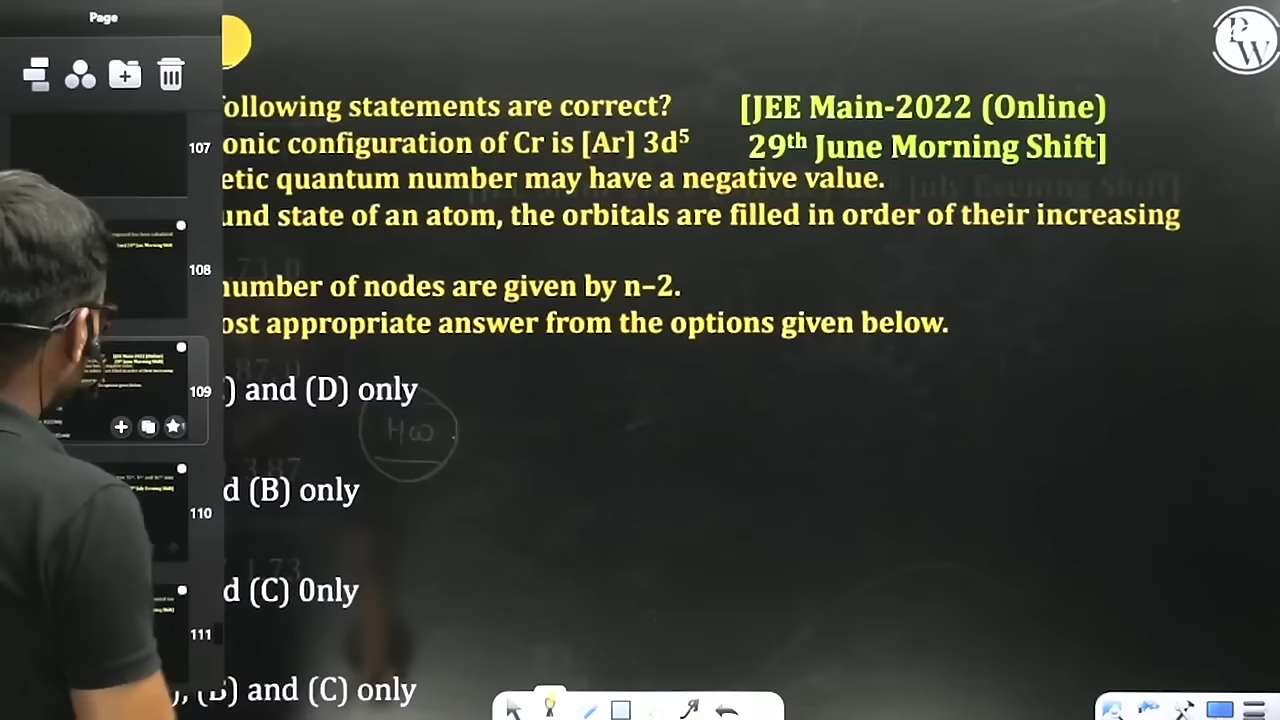 Page
following statements are correct? [JEE Main-2022 (Online)
onic configuration of Cr is [Ar] 3d⁵ 29th June Morning Shift]
etic quantum number may have a negative value.
und state of an atom, the orbitals are filled in order of their increasing
number of nodes are given by n–2.
ost appropriate answer from the options given below.
) and (D) only
HW
d (B) only
d (C) 0nly
), (B) and (C) only
107
108
109
110
111
PW